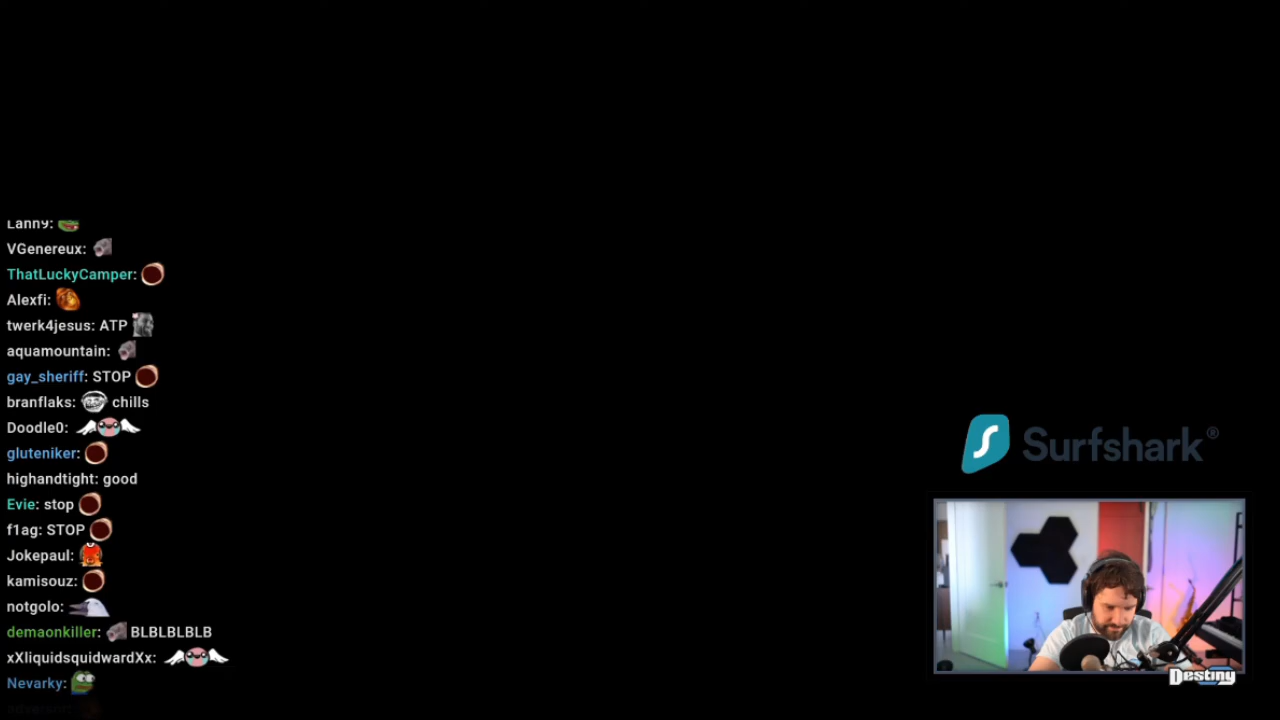 Lann9:
VGenereux:
ThatLuckyCamper:
Alexfi:
twerk4jesus: ATP
aquamountain:
gay_sheriff: STOP
branflaks: chills
Doodle0:
gluteniker:
highandtight: good
Evie: stop
f1ag: STOP
Jokepaul:
kamisouz:
notgolo:
demaonkiller: BLBLBLBLB
xXliquidsquidwardXx:
Nevarky:
Surfshark®
Destiny